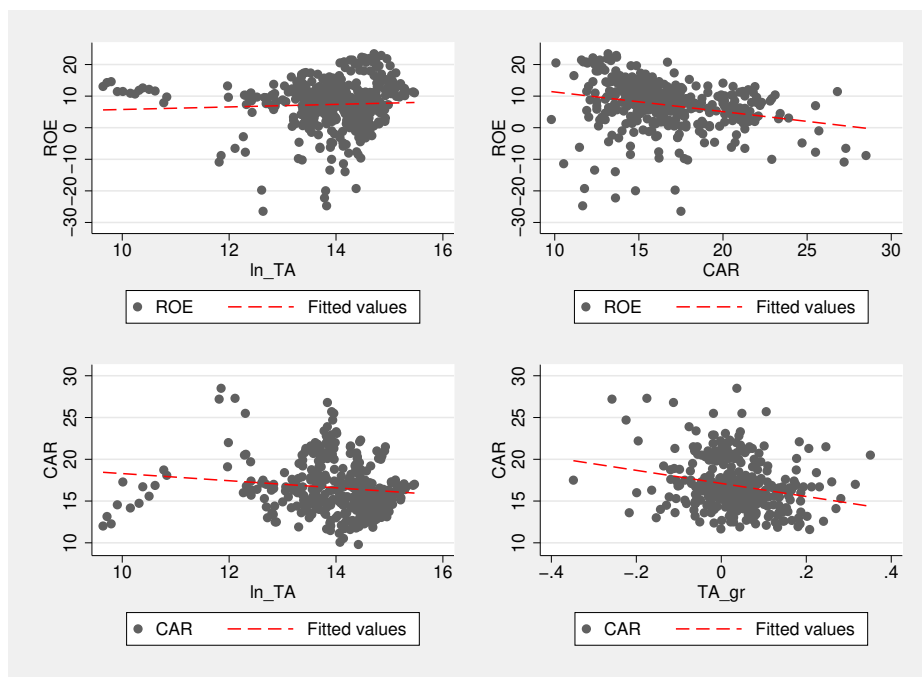 ROE
20
10
0
−10
−20
−30
10 12 14 16
ln_TA
ROE Fitted values
ROE
20
10
0
−10
−20
−30
10 15 20 25 30
CAR
ROE Fitted values
CAR
30
25
20
15
10
10 12 14 16
ln_TA
CAR Fitted values
CAR
30
25
20
15
10
−.4 −.2 0 .2 .4
TA_gr
CAR Fitted values